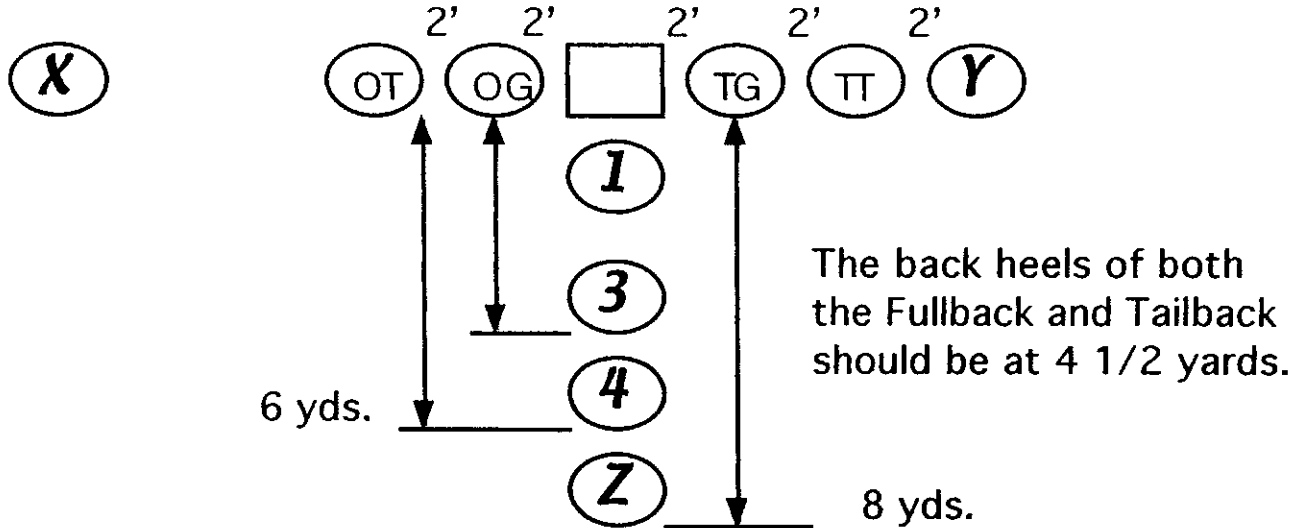 2' 2' 2' 2' 2'
X OT OG TG TT Y
1
The back heels of both
3
the Fullback and Tailback
should be at 4 1/2 yards.
4
6 yds.
Z
8 yds.